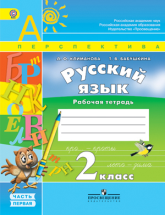 Российская академия наук
Российская академия образования
Издательство «Просвещение»
ПЕРСПЕКТИВА
Л. Ф. Климанова Т. В. Бабушкина
Русский
язык
Рабочая тетрадь
2 класс
ЧАСТЬ
ПЕРВАЯ
ПРОСВЕЩЕНИЕ